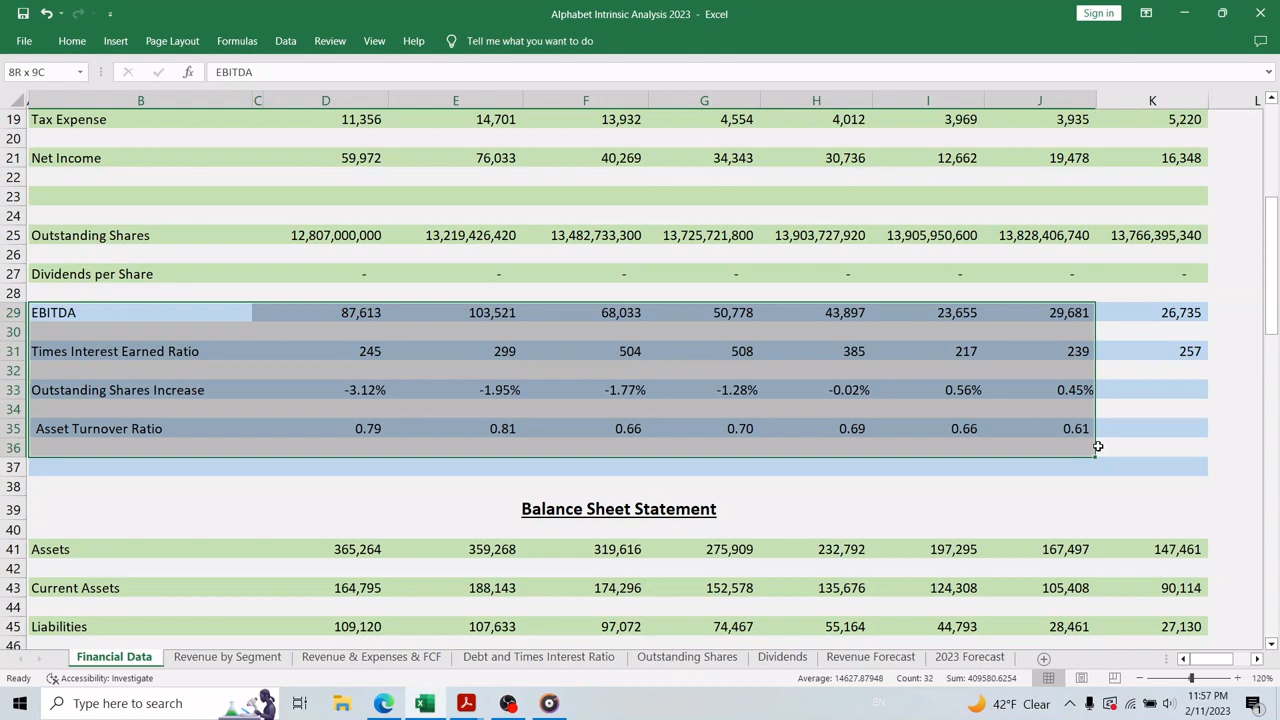 Alphabet Intrinsic Analysis 2023 - Excel
Sign in
File Home Insert Page Layout Formulas Data Review View Help Tell me what you want to do
8R x 9C fx EBITDA
B C D E F G H I J K L
19 Tax Expense 11,356 14,701 13,932 4,554 4,012 3,969 3,935 5,220
20
21 Net Income 59,972 76,033 40,269 34,343 30,736 12,662 19,478 16,348
22
23
24
25 Outstanding Shares 12,807,000,000 13,219,426,420 13,482,733,300 13,725,721,800 13,903,727,920 13,905,950,600 13,828,406,740 13,766,395,340
26
27 Dividends per Share - - - - - - - -
28
29 EBITDA 87,613 103,521 68,033 50,778 43,897 23,655 29,681 26,735
30
31 Times Interest Earned Ratio 245 299 504 508 385 217 239 257
32
33 Outstanding Shares Increase -3.12% -1.95% -1.77% -1.28% -0.02% 0.56% 0.45%
34
35 Asset Turnover Ratio 0.79 0.81 0.66 0.70 0.69 0.66 0.61
36
37
38
39 Balance Sheet Statement
40
41 Assets 365,264 359,268 319,616 275,909 232,792 197,295 167,497 147,461
42
43 Current Assets 164,795 188,143 174,296 152,578 135,676 124,308 105,408 90,114
44
45 Liabilities 109,120 107,633 97,072 74,467 55,164 44,793 28,461 27,130
46
Financial Data Revenue by Segment Revenue & Expenses & FCF Debt and Times Interest Ratio Outstanding Shares Dividends Revenue Forecast 2023 Forecast
Ready Accessibility: Investigate Average: 14627.87948 Count: 32 Sum: 409580.6254 120%
Type here to search EN 42°F Clear 11:57 PM
2/11/2023 1